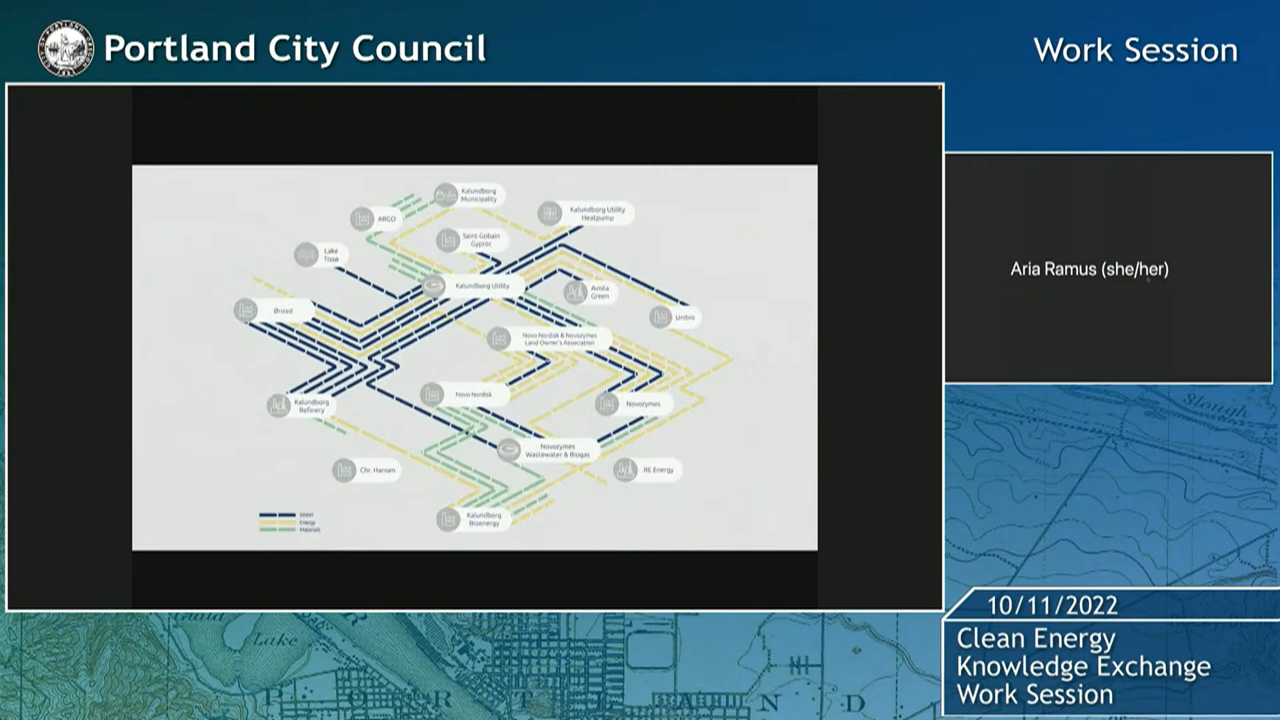 Portland City Council
Work Session
Kalundborg
Municipality
ARGO
Kalundborg Utility
Heatpump
Saint-Gobain
Gyproc
Lake
Tissø
Kalundborg Utility
Avista
Green
Ørsted
Unibio
Novo Nordisk & Novozymes
Land Owner's Association
Novo Nordisk
Kalundborg
Refinery
Novozymes
Novozymes
Wastewater & Biogas
Chr. Hansen
RE Energy
Kalundborg
Bioenergy
Water
Energy
Materials
Aria Ramus (she/her)
10/11/2022
Clean Energy
Knowledge Exchange
Work Session
Slough
Guild
Lake
P O R T L A N D